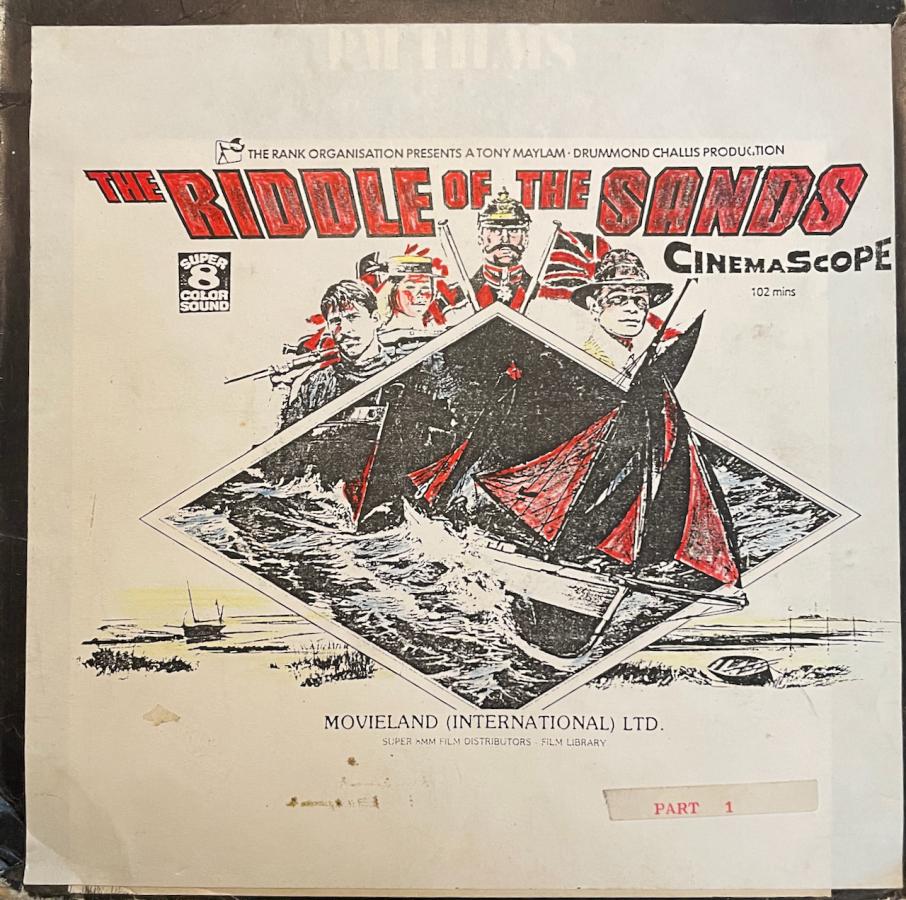 THE RANK ORGANISATION PRESENTS A TONY MAYLAM · DRUMMOND CHALLIS PRODUCTION
THE RIDDLE OF THE SANDS
CINEMASCOPE
102 mins
SUPER
8
COLOR
SOUND
MOVIELAND (INTERNATIONAL) LTD.
SUPER 8MM FILM DISTRIBUTORS - FILM LIBRARY
PART 1